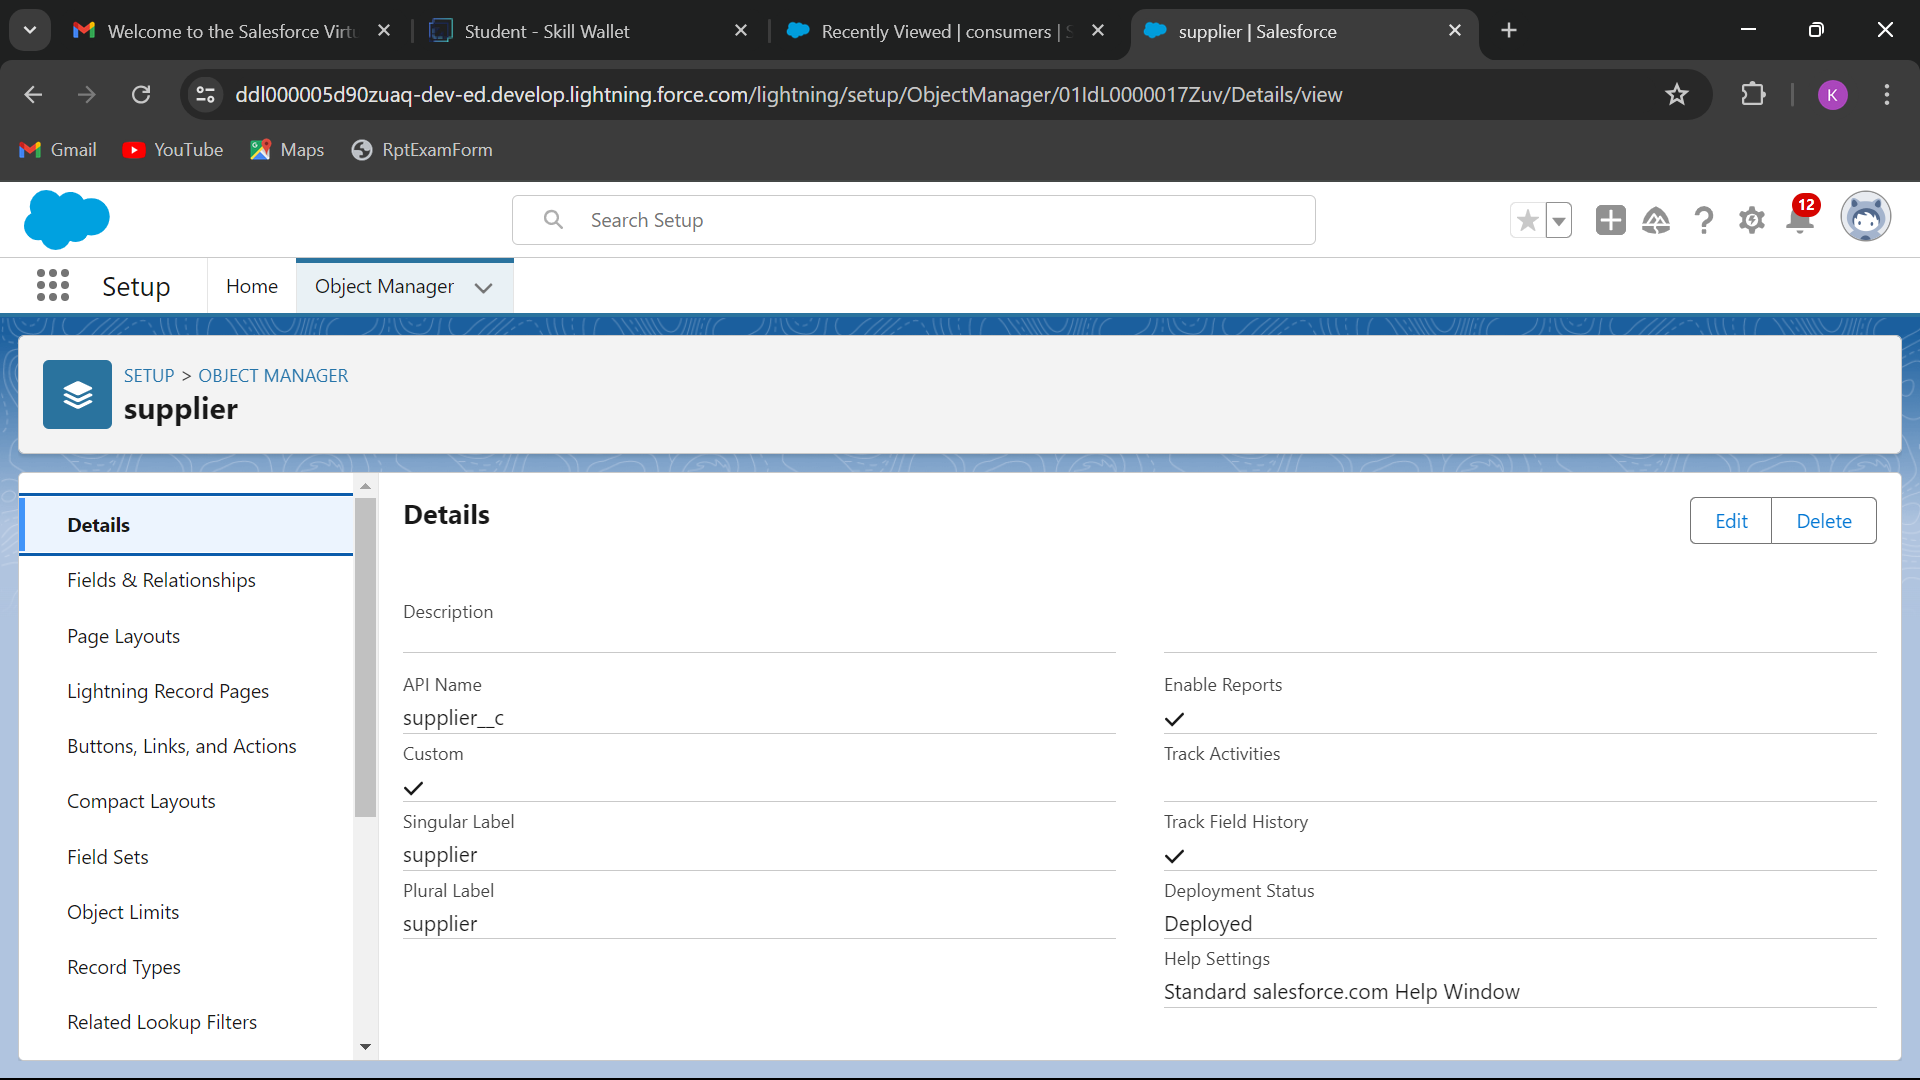 Welcome to the Salesforce Virtu
Student - Skill Wallet
Recently Viewed | consumers | S
supplier | Salesforce
ddl000005d90zuaq-dev-ed.develop.lightning.force.com/lightning/setup/ObjectManager/01IdL0000017Zuv/Details/view
K
Gmail
YouTube
Maps
RptExamForm
Search Setup
12
Setup
Home
Object Manager
SETUP > OBJECT MANAGER
supplier
Details
Fields & Relationships
Page Layouts
Lightning Record Pages
Buttons, Links, and Actions
Compact Layouts
Field Sets
Object Limits
Record Types
Related Lookup Filters
Details
Edit
Delete
Description
API Name
supplier__c
Custom
Singular Label
supplier
Plural Label
supplier
Enable Reports
Track Activities
Track Field History
Deployment Status
Deployed
Help Settings
Standard salesforce.com Help Window